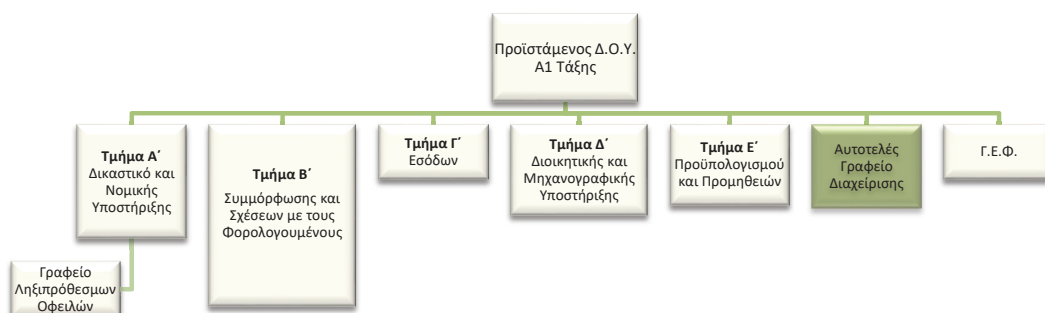 Προϊστάμενος Δ.Ο.Υ.
Α1 Τάξης
Τμήμα Α΄
Δικαστικό και
Νομικής
Υποστήριξης
Τμήμα Β΄
Συμμόρφωσης και
Σχέσεων με τους
Φορολογουμένους
Τμήμα Γ΄
Εσόδων
Τμήμα Δ΄
Διοικητικής και
Μηχανογραφικής
Υποστήριξης
Τμήμα Ε΄
Προϋπολογισμού
και Προμηθειών
Αυτοτελές
Γραφείο
Διαχείρισης
Γ.Ε.Φ.
Γραφείο
Ληξιπρόθεσμων
Οφειλών